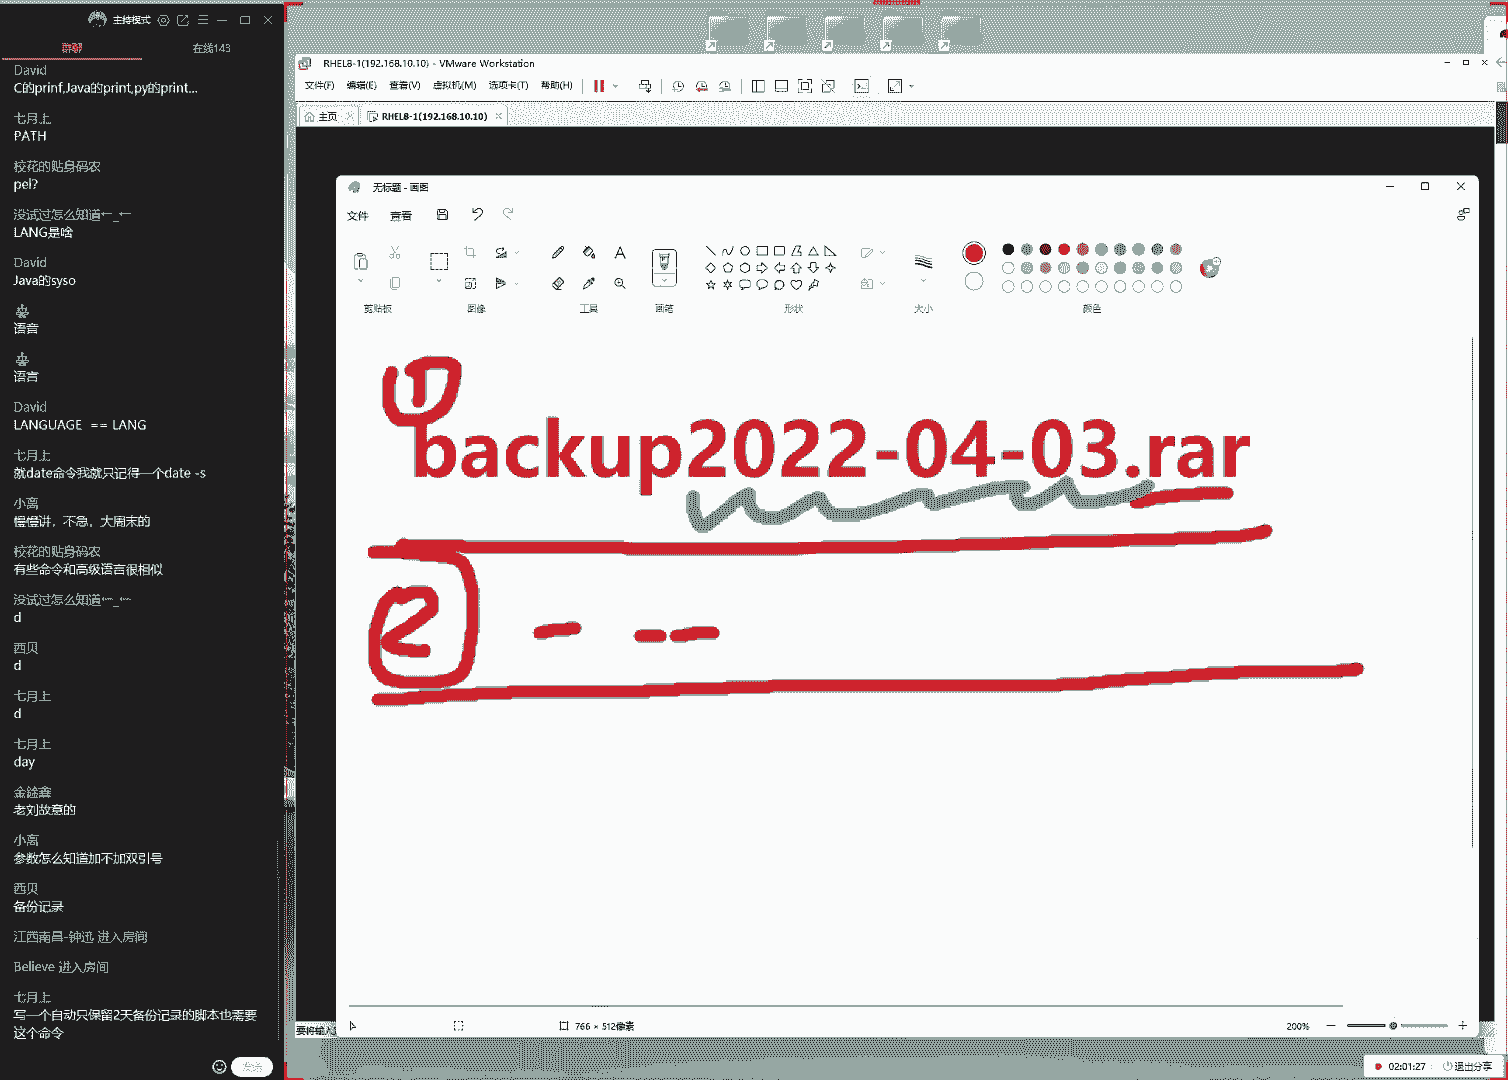 主持模式
在线143
David
C的prinf,Java的print,py的print...
七月上
PATH
校花的贴身码农
pel?
没试过怎么知道←_←
LANG是啥
David
Java的syso
语音
语言
David
LANGUAGE == LANG
七月上
就date命令我就只记得一个date -s
小离
慢慢讲，不急，大周末的
校花的贴身码农
有些命令和高级语言很相似
没试过怎么知道←_←
d
西贝
d
七月上
d
七月上
day
老刘故意的
小离
参数怎么知道加不加双引号
西贝
备份记录
江西南昌-钟迅 进入房间
Believe 进入房间
七月上
写一个自动只保留2天备份记录的脚本也需要
这个命令
发送
RHEL8-1(192.168.10.10) - VMware Workstation
文件(F) 编辑(E) 查看(V) 虚拟机(M) 选项卡(T) 帮助(H)
主页 RHEL8-1(192.168.10.10)
无标题 - 画图
文件 查看
A
剪贴板 图像 工具 画笔 形状 大小 颜色
1
backup2022-04-03.rar
2 - --
要将输入
766 × 512像素
200%
02:01:27 退出分享